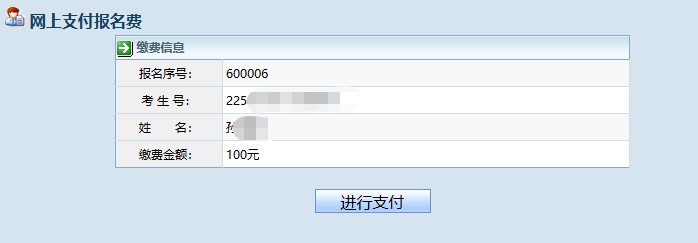 网上支付报名费
缴费信息
报名序号： 600006
考 生 号： 225
姓 名： 孙
缴费金额： 100元
进行支付